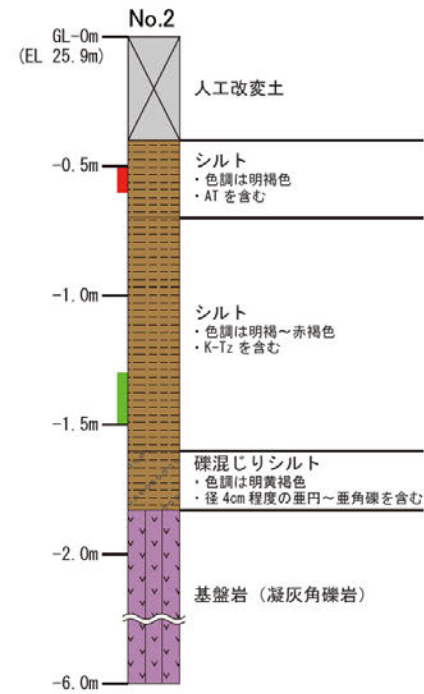 No.2
GL-0m
(EL 25.9m)
人工改変土
-0.5m
シルト
・色調は明褐色
・ATを含む
-1.0m
シルト
・色調は明褐～赤褐色
・K-Tzを含む
-1.5m
礫混じりシルト
・色調は明黄褐色
・径4cm程度の亜円～亜角礫を含む
-2.0m
基盤岩（凝灰角礫岩）
-6.0m